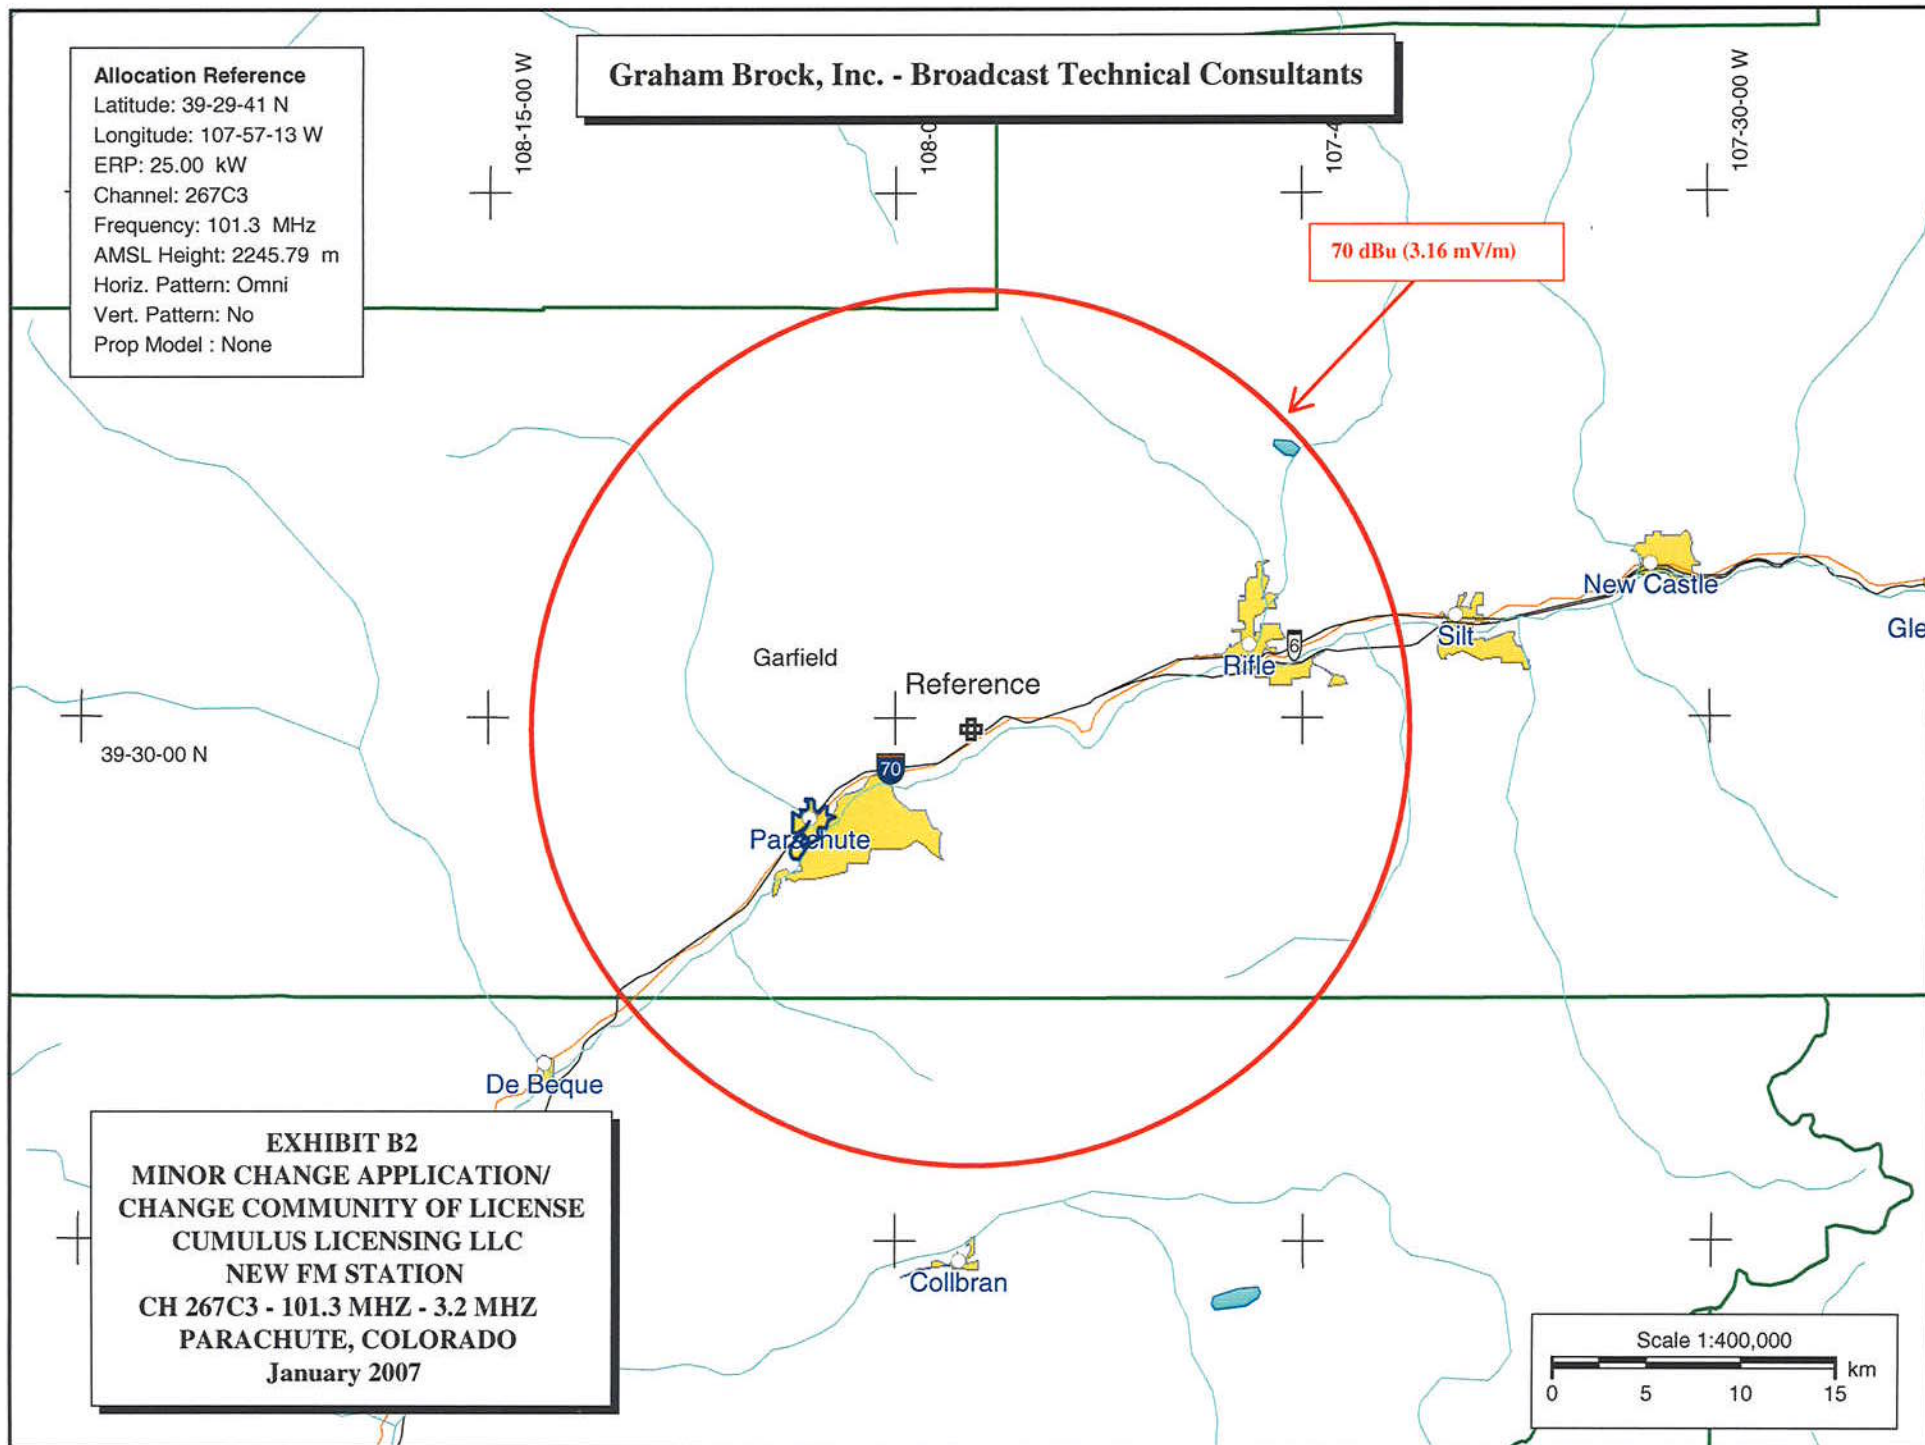 Allocation Reference
Latitude: 39-29-41 N
Longitude: 107-57-13 W
ERP: 25.00 kW
Channel: 267C3
Frequency: 101.3 MHz
AMSL Height: 2245.79 m
Horiz. Pattern: Omni
Vert. Pattern: No
Prop Model : None
Graham Brock, Inc. - Broadcast Technical Consultants
108-15-00 W
108-0
107-4
107-30-00 W
70 dBu (3.16 mV/m)
New Castle
Silt
Gle
6
Rifle
Garfield
Reference
39-30-00 N
70
Parachute
De Beque
Collbran
EXHIBIT B2
MINOR CHANGE APPLICATION/
CHANGE COMMUNITY OF LICENSE
CUMULUS LICENSING LLC
NEW FM STATION
CH 267C3 - 101.3 MHZ - 3.2 MHZ
PARACHUTE, COLORADO
January 2007
Scale 1:400,000
km
0 5 10 15